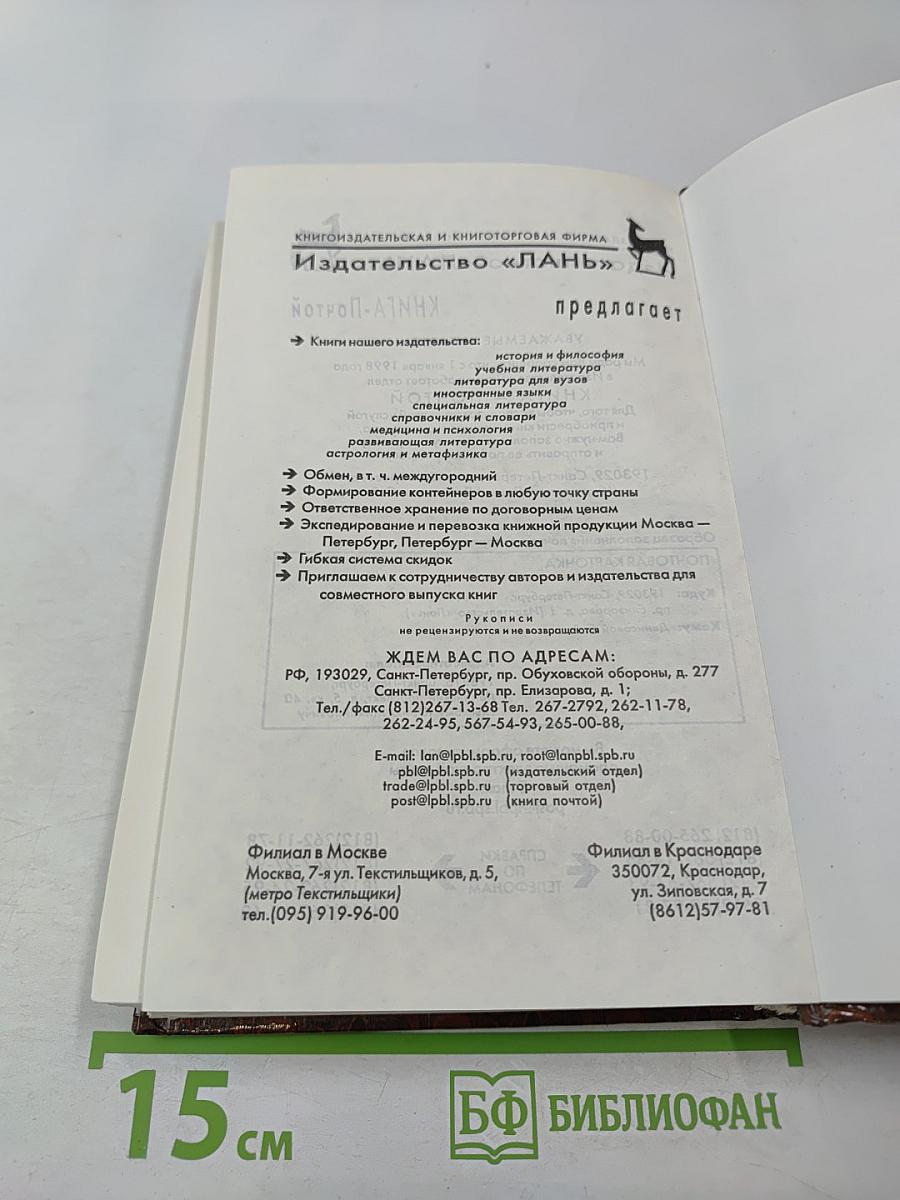 КНИГОИЗДАТЕЛЬСКАЯ И КНИГОТОРГОВАЯ ФИРМА
Издательство «ЛАНЬ»
предлагает
КНИГА-Почтой
➔ Книги нашего издательства:
история и философия
учебная литература
литература для вузов
иностранные языки
специальная литература
справочники и словари
медицина и психология
развивающая литература
астрология и метафизика
➔ Обмен, в т. ч. междугородний
➔ Формирование контейнеров в любую точку страны
➔ Ответственное хранение по договорным ценам
➔ Экспедирование и перевозка книжной продукции Москва —
Петербург, Петербург — Москва
➔ Гибкая система скидок
➔ Приглашаем к сотрудничеству авторов и издательства для
совместного выпуска книг
Рукописи
не рецензируются и не возвращаются
ЖДЕМ ВАС ПО АДРЕСАМ:
РФ, 193029, Санкт-Петербург, пр. Обуховской обороны, д. 277
Санкт-Петербург, пр. Елизарова, д. 1;
Тел./факс (812)267-13-68 Тел. 267-2792, 262-11-78,
262-24-95, 567-54-93, 265-00-88,
E-mail: lan@lpbl.spb.ru, root@lanpbl.spb.ru
pbl@lpbl.spb.ru (издательский отдел)
trade@lpbl.spb.ru (торговый отдел)
post@lpbl.spb.ru (книга почтой)
Филиал в Москве
Москва, 7-я ул. Текстильщиков, д. 5,
(метро Текстильщики)
тел.(095) 919-96-00
Филиал в Краснодаре
350072, Краснодар,
ул. Зиповская, д. 7
(8612)57-97-81
15 см
БФ БИБЛИОФАН